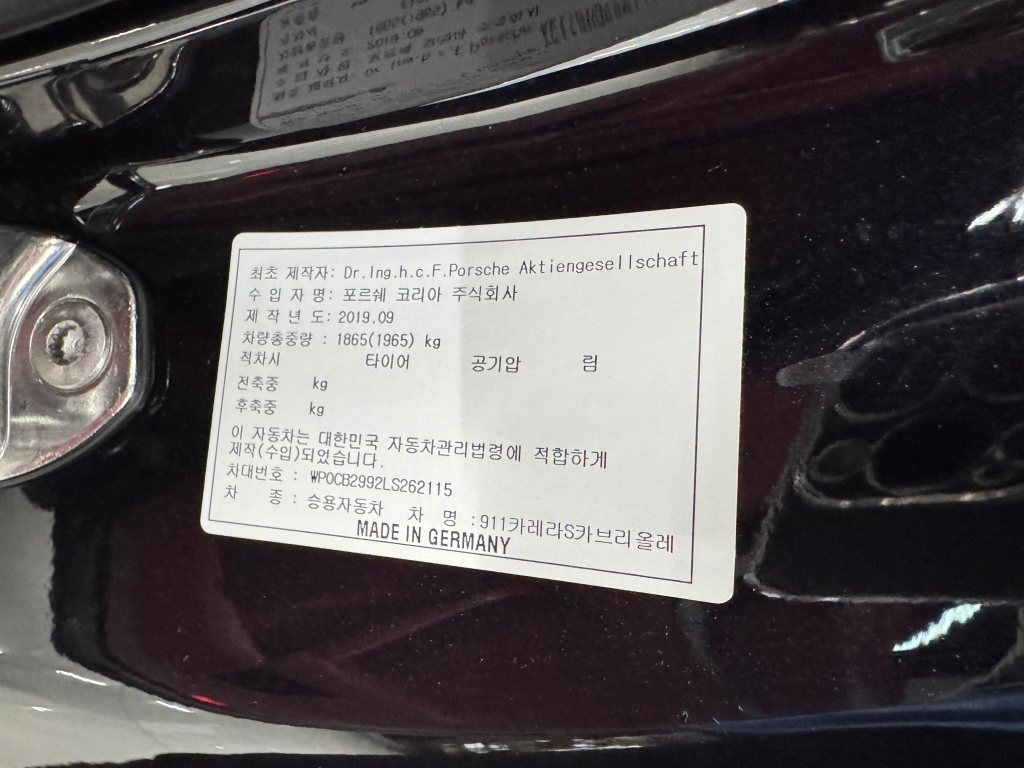 최초 제작자: Dr.Ing.h.c.F.Porsche Aktiengesellschaft
수 입 자 명: 포르쉐 코리아 주식회사
제 작 년 도: 2019.09
차량총중량 : 1865(1965) kg
적차시 타이어 공기압 림
전축중 kg
후축중 kg
이 자동차는 대한민국 자동차관리법령에 적합하게
제작(수입)되었습니다.
차대번호 : WP0CB2992LS262115
차 종 : 승용자동차 차 명 :911카레라S카브리올레
MADE IN GERMANY